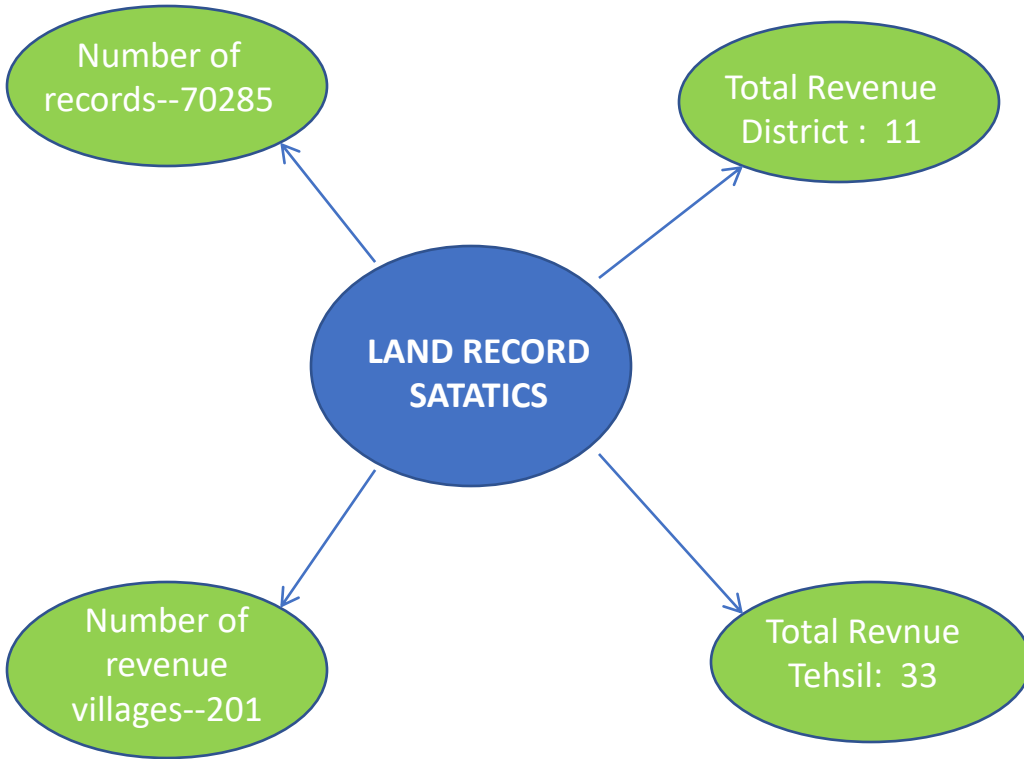 Number of
records--70285
Total Revenue
District :  11
LAND RECORD
SATATICS
Number of
revenue
villages--201
Total Revnue
Tehsil:  33